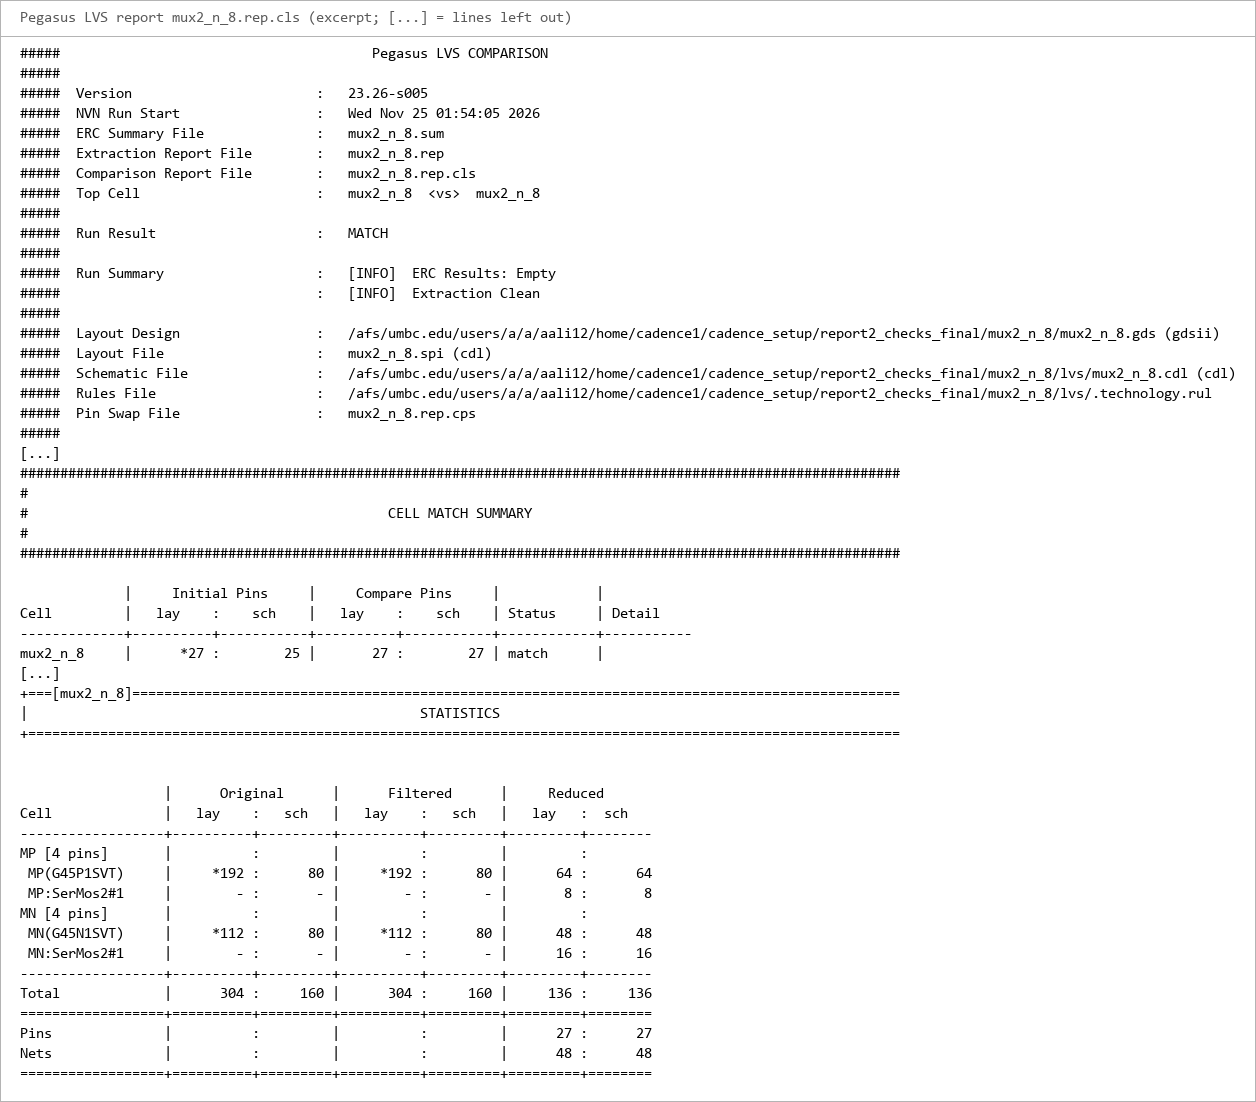 Pegasus LVS report mux2_n_8.rep.cls (excerpt; [...] = lines left out)
#####                                       Pegasus LVS COMPARISON
#####
#####  Version                       :   23.26-s005
#####  NVN Run Start                 :   Wed Nov 25 01:54:05 2026
#####  ERC Summary File              :   mux2_n_8.sum
#####  Extraction Report File        :   mux2_n_8.rep
#####  Comparison Report File        :   mux2_n_8.rep.cls
#####  Top Cell                      :   mux2_n_8  <vs>  mux2_n_8
#####
#####  Run Result                    :   MATCH
#####
#####  Run Summary                   :   [INFO]  ERC Results: Empty
#####                                :   [INFO]  Extraction Clean
#####
#####  Layout Design                 :   /afs/umbc.edu/users/a/a/aali12/home/cadence1/cadence_setup/report2_checks_final/mux2_n_8/mux2_n_8.gds (gdsii)
#####  Layout File                   :   mux2_n_8.spi (cdl)
#####  Schematic File                :   /afs/umbc.edu/users/a/a/aali12/home/cadence1/cadence_setup/report2_checks_final/mux2_n_8/lvs/mux2_n_8.cdl (cdl)
#####  Rules File                    :   /afs/umbc.edu/users/a/a/aali12/home/cadence1/cadence_setup/report2_checks_final/mux2_n_8/lvs/.technology.rul
#####  Pin Swap File                 :   mux2_n_8.rep.cps
#####
[...]
##############################################################################################################
#
#                                             CELL MATCH SUMMARY
#
##############################################################################################################
             |     Initial Pins     |     Compare Pins     |            |
Cell         |   lay    :    sch    |   lay    :    sch    | Status     | Detail
-------------+----------+-----------+----------+-----------+------------+-----------
mux2_n_8     |      *27 :        25 |       27 :        27 | match      |
[...]
+===[mux2_n_8]================================================================================================
|                                                 STATISTICS
+=============================================================================================================
                  |      Original      |      Filtered      |     Reduced
Cell              |   lay    :   sch   |   lay    :   sch   |   lay   :  sch
------------------+----------+---------+----------+---------+---------+--------
MP [4 pins]       |          :         |          :         |         :
 MP(G45P1SVT)     |     *192 :      80 |     *192 :      80 |      64 :      64
 MP:SerMos2#1     |        - :       - |        - :       - |       8 :       8
MN [4 pins]       |          :         |          :         |         :
 MN(G45N1SVT)     |     *112 :      80 |     *112 :      80 |      48 :      48
 MN:SerMos2#1     |        - :       - |        - :       - |      16 :      16
------------------+----------+---------+----------+---------+---------+--------
Total             |      304 :     160 |      304 :     160 |     136 :     136
==================+==========+=========+==========+=========+=========+========
Pins              |          :         |          :         |      27 :      27
Nets              |          :         |          :         |      48 :      48
==================+==========+=========+==========+=========+=========+========